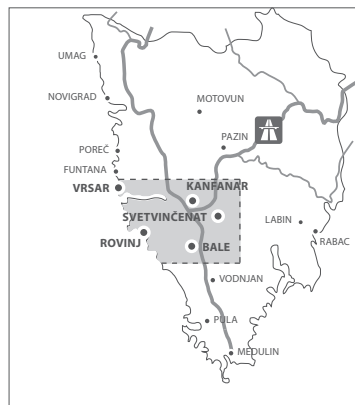 UMAG
NOVIGRAD
MOTOVUN
POREČ
PAZIN
FUNTANA
VRSAR
KANFANAR
SVETVINČENAT
LABIN
RABAC
ROVINJ
BALE
VODNJAN
PULA
MEDULIN